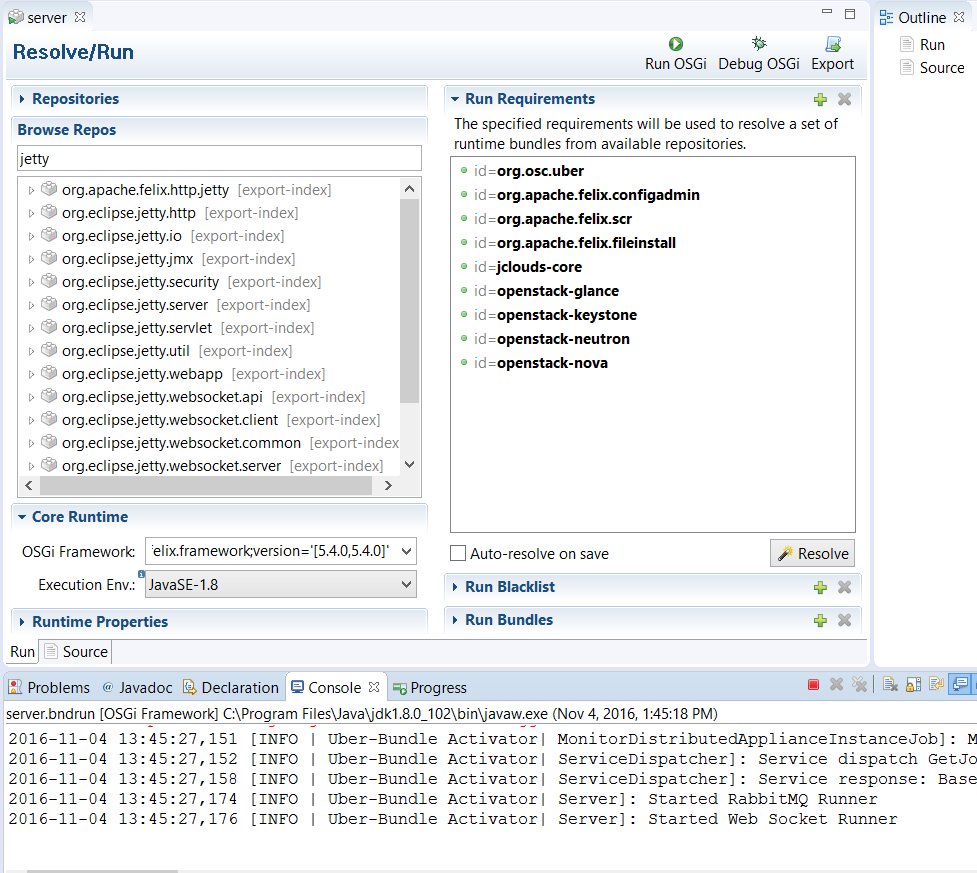 server
Resolve/Run
Run OSGi Debug OSGi Export
Repositories
Browse Repos
jetty
org.apache.felix.http.jetty [export-index]
org.eclipse.jetty.http [export-index]
org.eclipse.jetty.io [export-index]
org.eclipse.jetty.jmx [export-index]
org.eclipse.jetty.security [export-index]
org.eclipse.jetty.server [export-index]
org.eclipse.jetty.servlet [export-index]
org.eclipse.jetty.util [export-index]
org.eclipse.jetty.webapp [export-index]
org.eclipse.jetty.websocket.api [export-index]
org.eclipse.jetty.websocket.client [export-index]
org.eclipse.jetty.websocket.common [export-index
org.eclipse.jetty.websocket.server [export-index]
Core Runtime
OSGi Framework: felix.framework;version='[5.4.0,5.4.0]'
Execution Env.: JavaSE-1.8
Runtime Properties
Run Requirements
The specified requirements will be used to resolve a set of
runtime bundles from available repositories.
id=org.osc.uber
id=org.apache.felix.configadmin
id=org.apache.felix.scr
id=org.apache.felix.fileinstall
id=jclouds-core
id=openstack-glance
id=openstack-keystone
id=openstack-neutron
id=openstack-nova
Auto-resolve on save Resolve
Run Blacklist
Run Bundles
Run Source
Outline
Run
Source
Problems @ Javadoc Declaration Console Progress
server.bndrun [OSGi Framework] C:\Program Files\Java\jdk1.8.0_102\bin\javaw.exe (Nov 4, 2016, 1:45:18 PM)
2016-11-04 13:45:27,151 [INFO | Uber-Bundle Activator| MonitorDistributedApplianceInstanceJob]: M
2016-11-04 13:45:27,152 [INFO | Uber-Bundle Activator| ServiceDispatcher]: Service dispatch GetJo
2016-11-04 13:45:27,158 [INFO | Uber-Bundle Activator| ServiceDispatcher]: Service response: Base
2016-11-04 13:45:27,174 [INFO | Uber-Bundle Activator| Server]: Started RabbitMQ Runner
2016-11-04 13:45:27,176 [INFO | Uber-Bundle Activator| Server]: Started Web Socket Runner